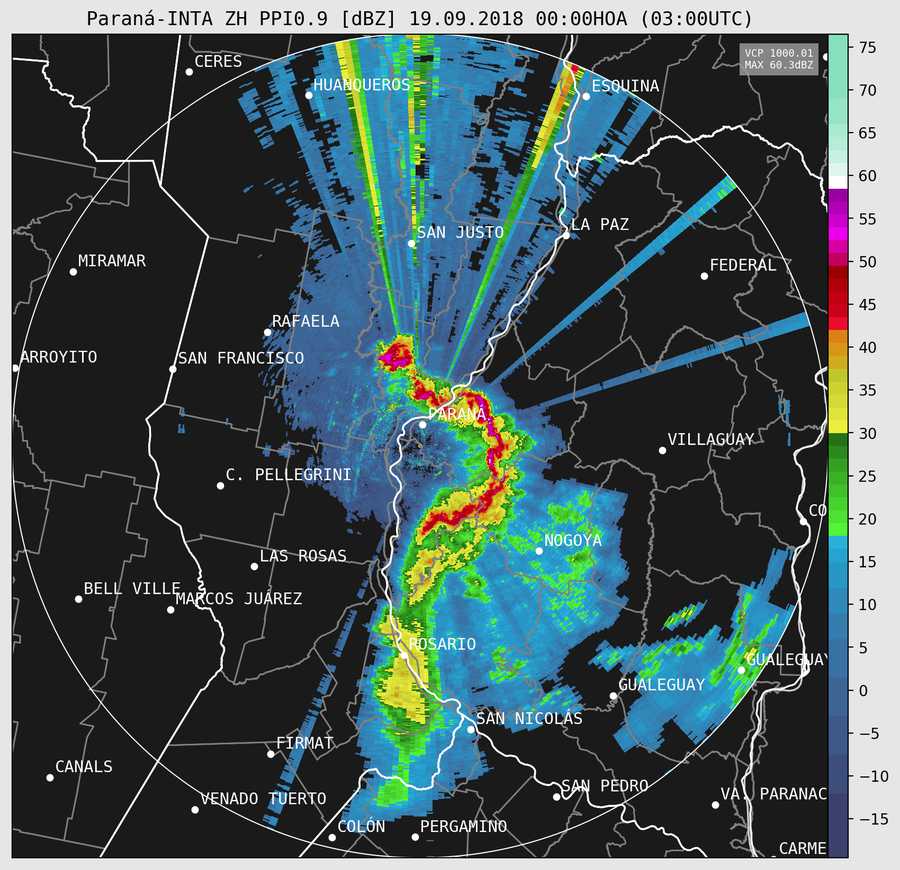 Paraná-INTA ZH PPI0.9 [dBZ] 19.09.2018 00:00HOA (03:00UTC)
VCP 1000.01
MAX 60.3dBZ
CERES
HUANQUEROS
ESQUINA
SAN JUSTO
LA PAZ
MIRAMAR
FEDERAL
RAFAELA
ARROYITO
SAN FRANCISCO
PARANÁ
VILLAGUAY
C. PELLEGRINI
CO
NOGOYA
LAS ROSAS
BELL VILLE
MARCOS JUÁREZ
ROSARIO
GUALEGUAY
GUALEGUAY
SAN NICOLÁS
FIRMAT
CANALS
SAN PEDRO
VENADO TUERTO
VA. PARANAC
COLÓN
PERGAMINO
CARME
75
70
65
60
55
50
45
40
35
30
25
20
15
10
5
0
−5
−10
−15